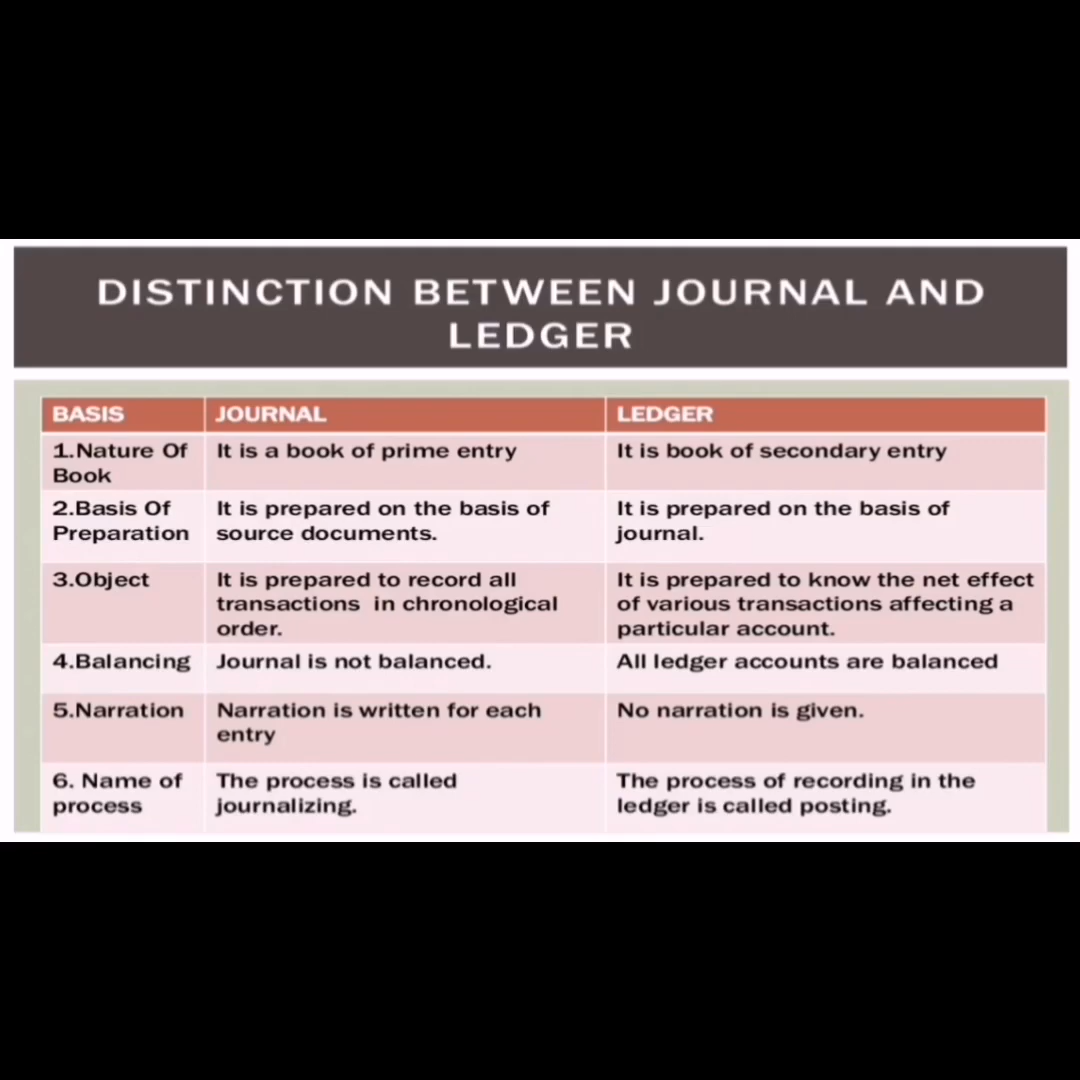 DISTINCTION BETWEEN JOURNAL AND
LEDGER
BASIS JOURNAL LEDGER
1.Nature Of It is a book of prime entry It is book of secondary entry
Book
2.Basis Of It is prepared on the basis of It is prepared on the basis of
Preparation source documents. journal.
3.Object It is prepared to record all It is prepared to know the net effect
transactions in chronological of various transactions affecting a
order. particular account.
4.Balancing Journal is not balanced. All ledger accounts are balanced
5.Narration Narration is written for each No narration is given.
entry
6. Name of The process is called The process of recording in the
process journalizing. ledger is called posting.